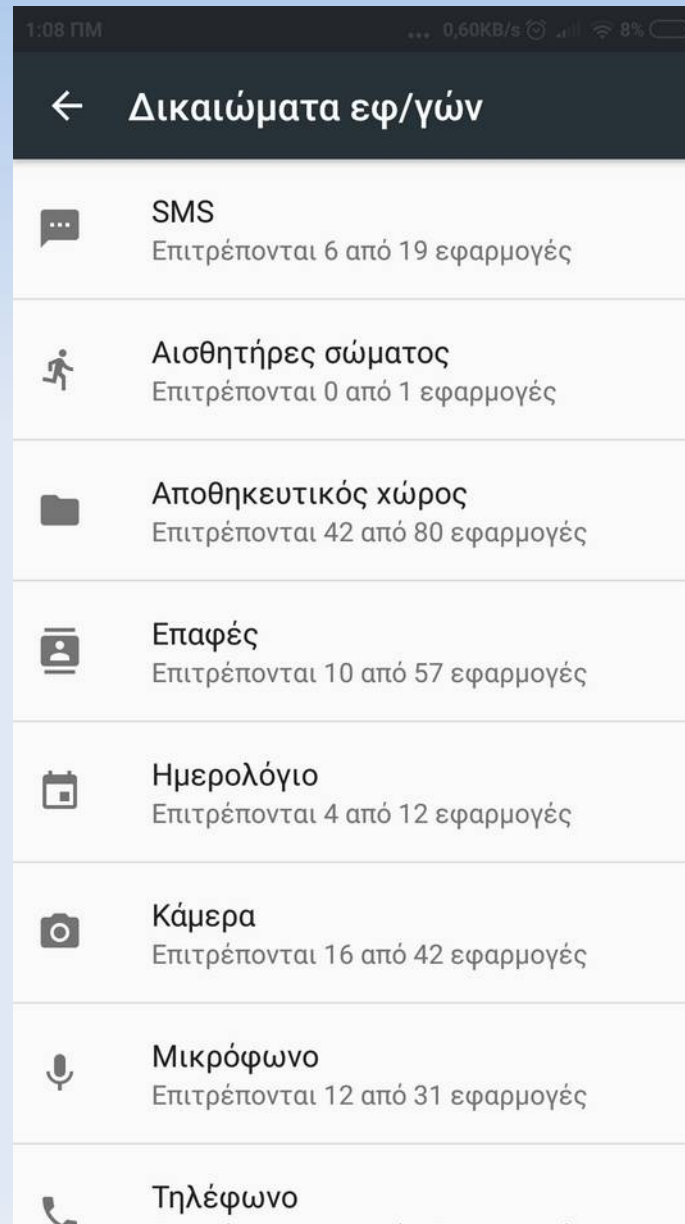 1:08 ПΜ ... 0,60KB/s 8%
Δικαιώματα εφ/γών
SMS
Επιτρέπονται 6 από 19 εφαρμογές
Αισθητήρες σώματος
Επιτρέπονται 0 από 1 εφαρμογές
Αποθηκευτικός χώρος
Επιτρέπονται 42 από 80 εφαρμογές
Επαφές
Επιτρέπονται 10 από 57 εφαρμογές
Ημερολόγιο
Επιτρέπονται 4 από 12 εφαρμογές
Κάμερα
Επιτρέπονται 16 από 42 εφαρμογές
Μικρόφωνο
Επιτρέπονται 12 από 31 εφαρμογές
Τηλέφωνο